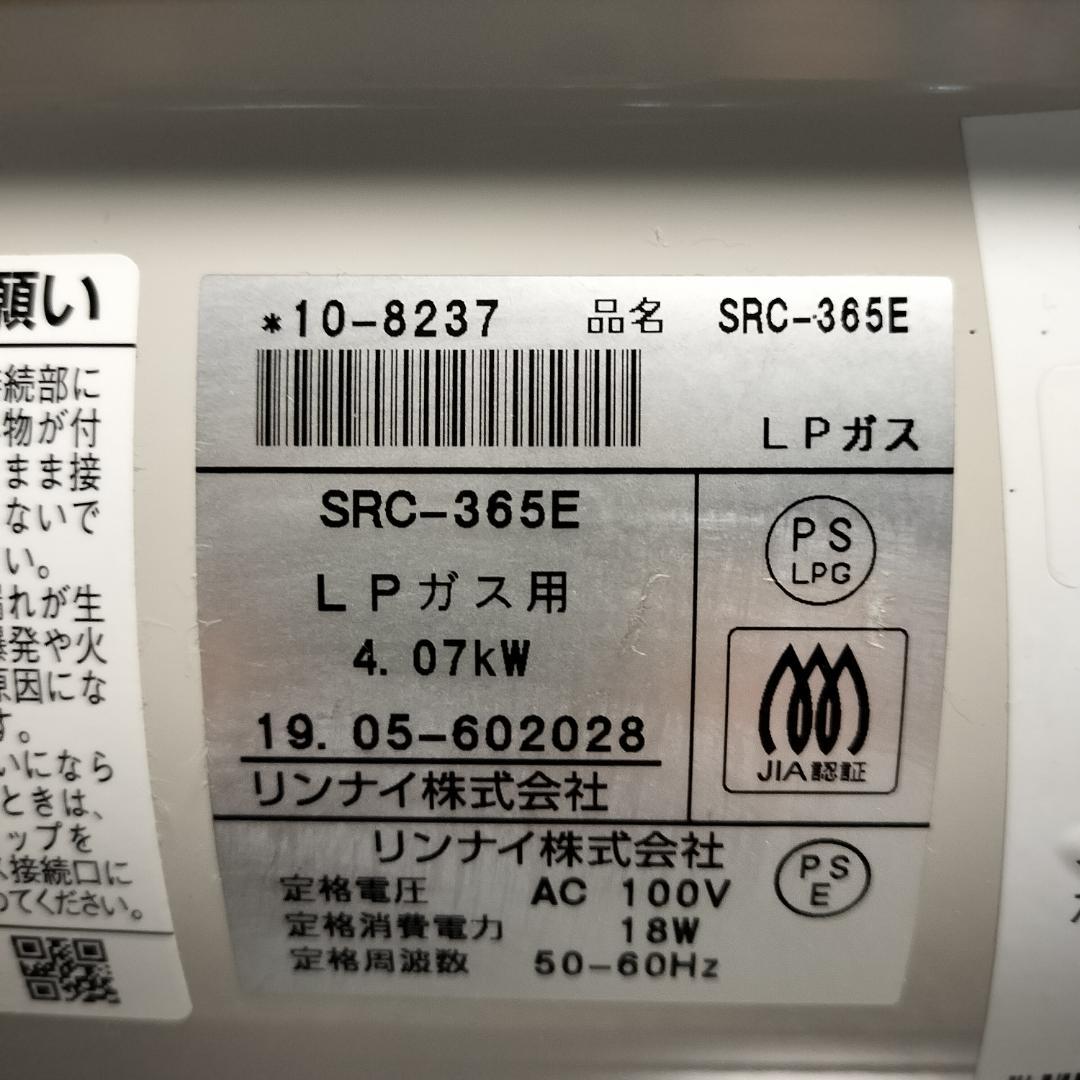 願い
続部に
物が付
まま接
ないで
い。
れが生
爆発や火
原因にな
す。
いになら
ときは、
ップを
接続口に
ってください。
*10-8237 品名 SRC-365E
LPガス
SRC-365E
LPガス用
4.07kW
19.05-602028
リンナイ株式会社
PS
LPG
JIA認証
リンナイ株式会社
定格電圧 AC 100V
定格消費電力 18W
定格周波数 50-60Hz
PS
E